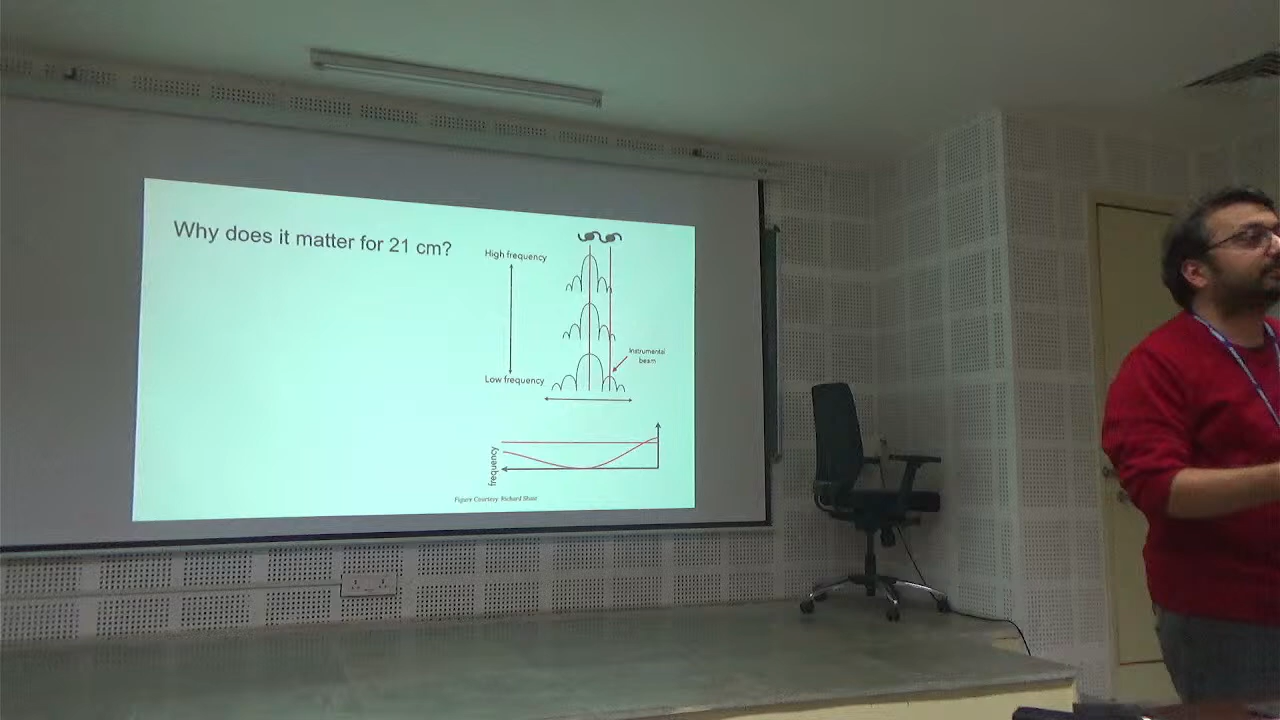 Why does it matter for 21 cm?
High frequency
Instrumental
beam
Low frequency
frequency
Figure Courtesy: Richard Shaw